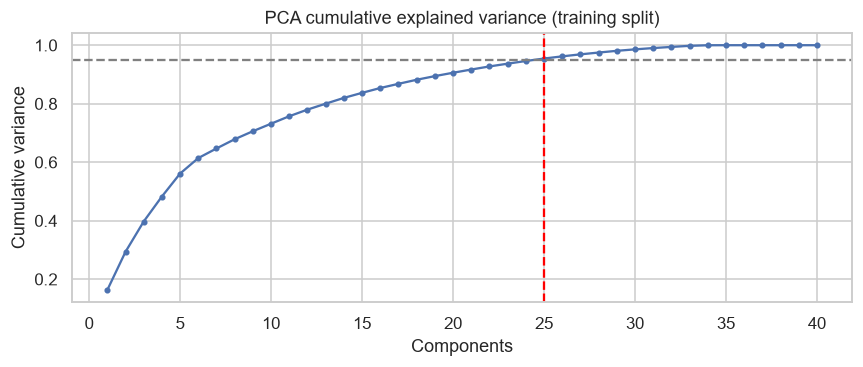 PCA cumulative explained variance (training split)
Cumulative variance
1.0
0.8
0.6
0.4
0.2
0 5 10 15 20 25 30 35 40
Components